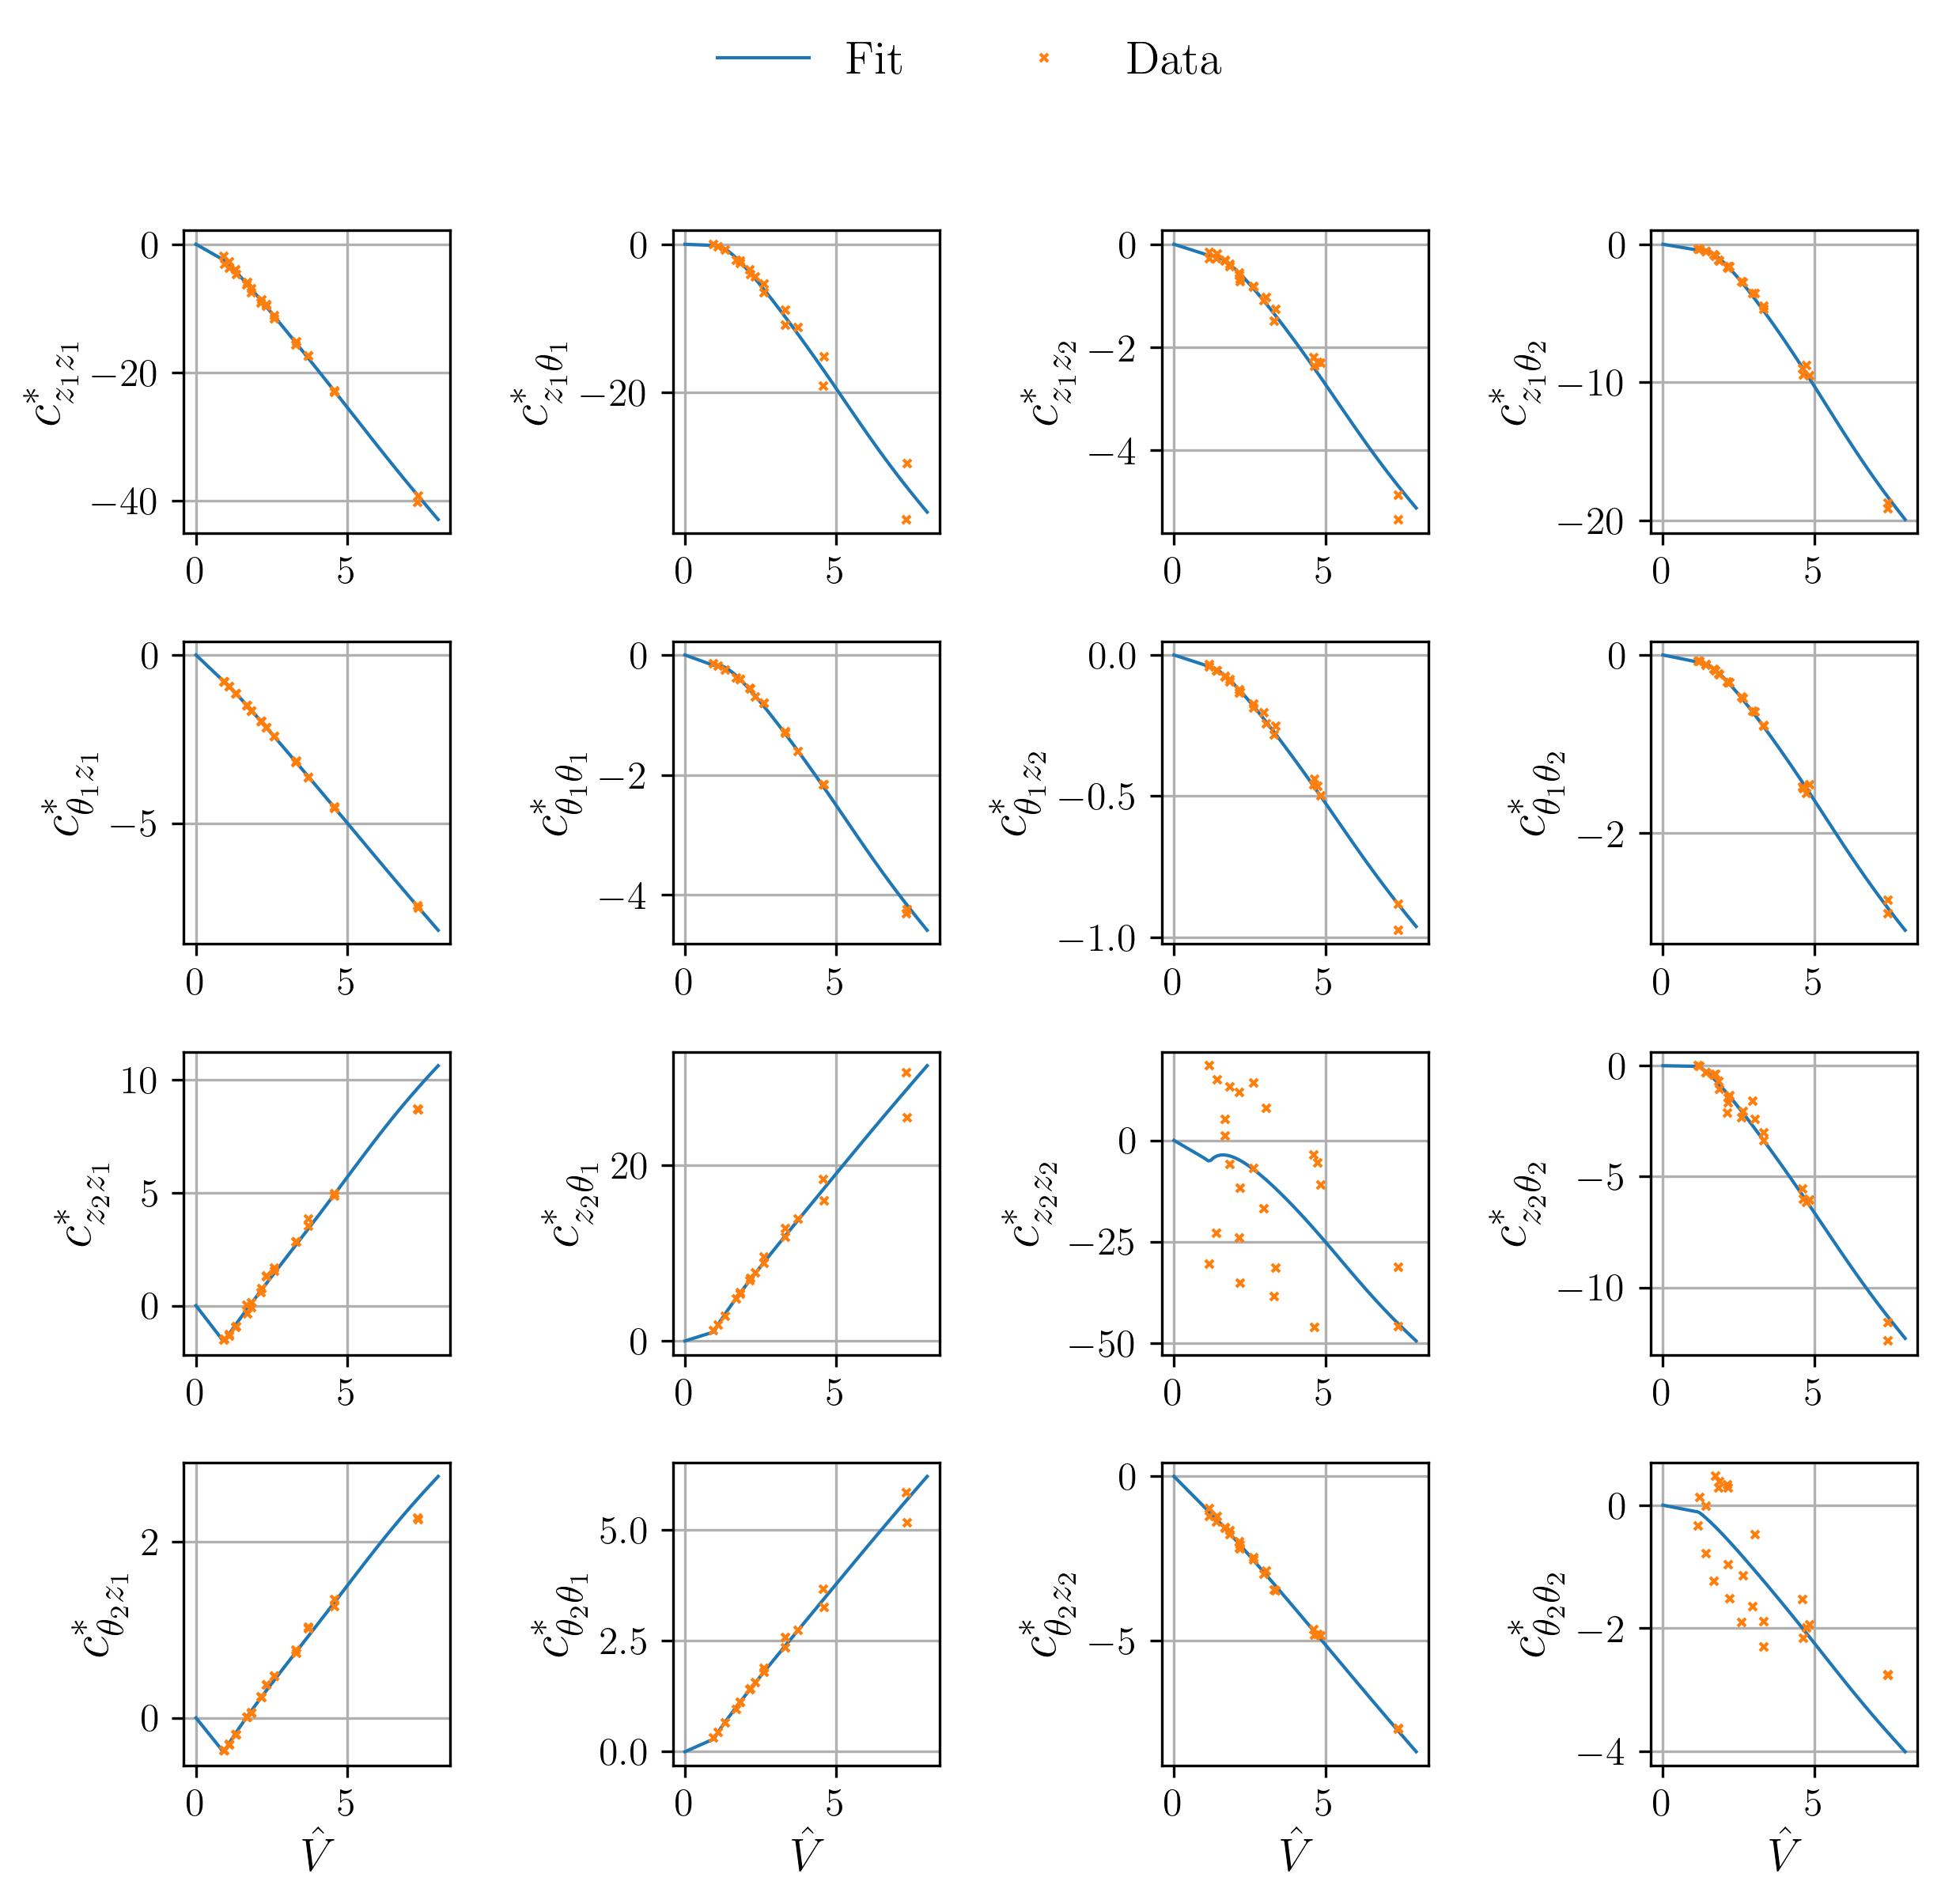 Fit Data
0 −20 −40 c*_{z1z1} 0 5
0 −20 c*_{z1θ1} 0 5
0 −2 −4 c*_{z1z2} 0 5
0 −10 −20 c*_{z1θ2} 0 5
0 −5 c*_{θ1z1} 0 5
0 −2 −4 c*_{θ1θ1} 0 5
0.0 −0.5 −1.0 c*_{θ1z2} 0 5
0 −2 c*_{θ1θ2} 0 5
10 5 0 c*_{z2z1} 0 5
20 0 c*_{z2θ1} 0 5
0 −25 −50 c*_{z2z2} 0 5
0 −5 −10 c*_{z2θ2} 0 5
2 0 c*_{θ2z1} 0 5
5.0 2.5 0.0 c*_{θ2θ1} 0 5
0 −5 c*_{θ2z2} 0 5
0 −2 −4 c*_{θ2θ2} 0 5
V̂ V̂ V̂ V̂